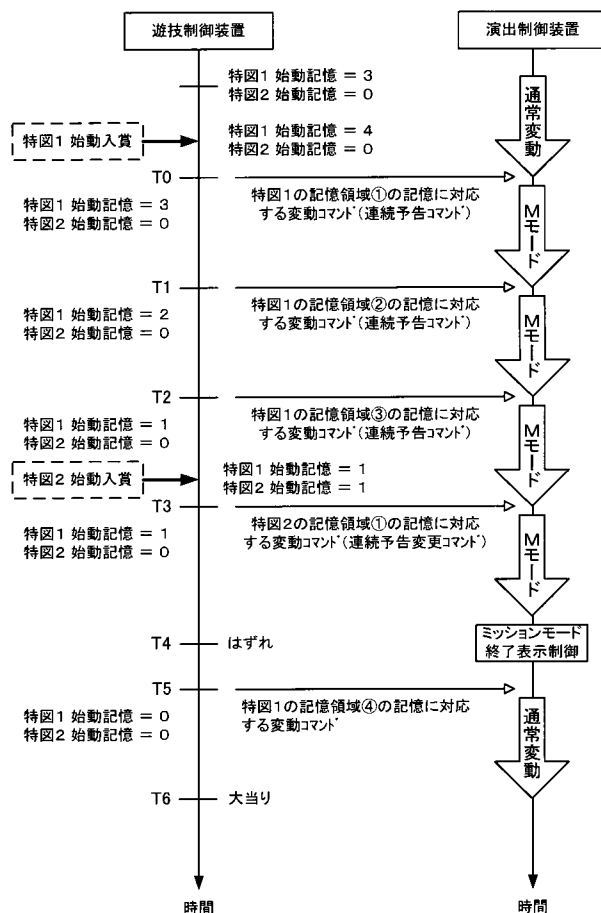 遊技制御装置
演出制御装置
特図1 始動記憶 = 3
特図2 始動記憶 = 0
通常変動
特図1 始動入賞
特図1 始動記憶 = 4
特図2 始動記憶 = 0
T0
特図1の記憶領域①の記憶に対応
する変動コマンド(連続予告コマンド)
特図1 始動記憶 = 3
特図2 始動記憶 = 0
Mモード
T1
特図1の記憶領域②の記憶に対応
する変動コマンド(連続予告コマンド)
特図1 始動記憶 = 2
特図2 始動記憶 = 0
Mモード
T2
特図1の記憶領域③の記憶に対応
する変動コマンド(連続予告コマンド)
特図1 始動記憶 = 1
特図2 始動記憶 = 0
Mモード
特図2 始動入賞
特図1 始動記憶 = 1
特図2 始動記憶 = 1
T3
特図2の記憶領域①の記憶に対応
する変動コマンド(連続予告変更コマンド)
特図1 始動記憶 = 1
特図2 始動記憶 = 0
Mモード
T4
はずれ
ミッションモード
終了表示制御
T5
特図1の記憶領域④の記憶に対応
する変動コマンド
特図1 始動記憶 = 0
特図2 始動記憶 = 0
通常変動
T6
大当り
時間
時間